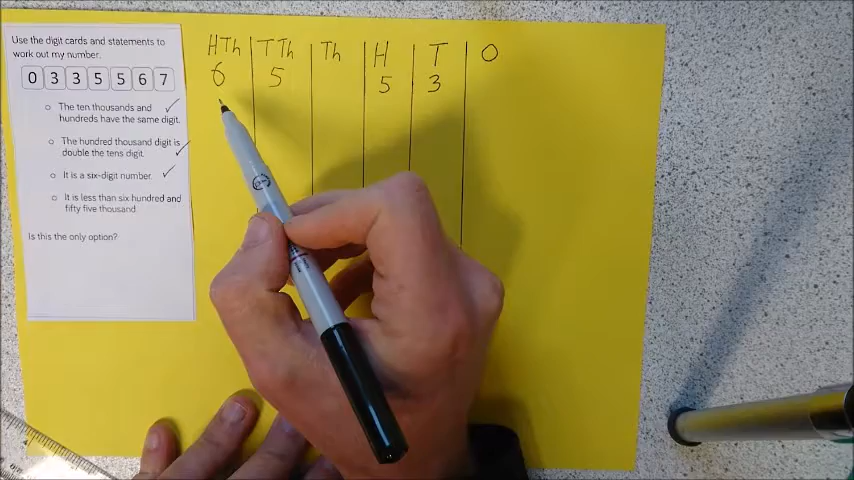 Use the digit cards and statements to
work out my number.
0 3 3 5 5 6 7
The ten thousands and
hundreds have the same digit.
The hundred thousand digit is
double the tens digit.
It is a six-digit number.
It is less than six hundred and
fifty five thousand.
Is this the only option?
HTh TTh Th H T O
6 5 5 3